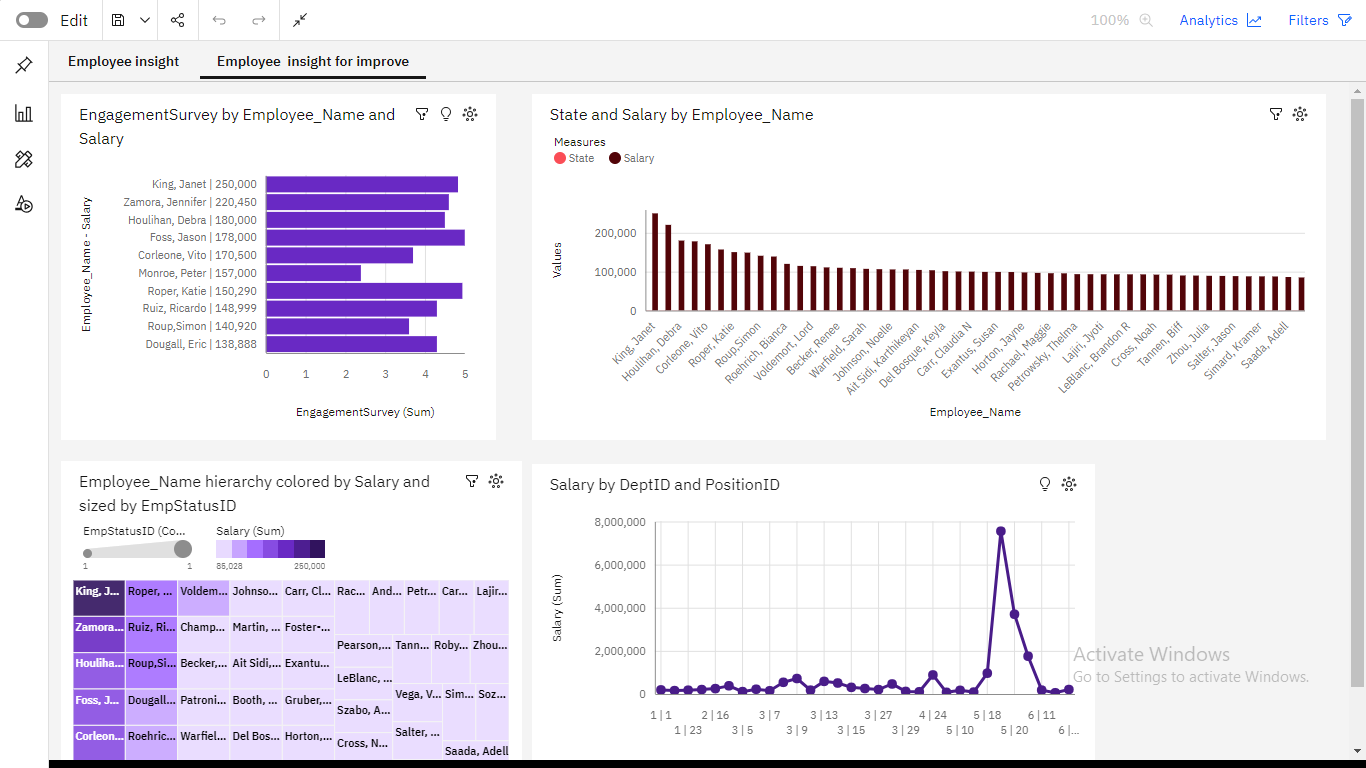 Edit
100%
Analytics
Filters
Employee insight
Employee insight for improve
EngagementSurvey by Employee_Name and
Salary
Employee_Name - Salary
King, Janet | 250,000
Zamora, Jennifer | 220,450
Houlihan, Debra | 180,000
Foss, Jason | 178,000
Corleone, Vito | 170,500
Monroe, Peter | 157,000
Roper, Katie | 150,290
Ruiz, Ricardo | 148,999
Roup,Simon | 140,920
Dougall, Eric | 138,888
0 1 2 3 4 5
EngagementSurvey (Sum)
State and Salary by Employee_Name
Measures
State Salary
Values
200,000
100,000
0
King, Janet
Houlihan, Debra
Corleone, Vito
Roper, Katie
Roup,Simon
Roehrich, Bianca
Voldemort, Lord
Becker, Renee
Warfield, Sarah
Johnson, Noelle
Ait Sidi, Karthikeyan
Del Bosque, Keyla
Carr, Claudia N
Exantus, Susan
Horton, Jayne
Rachael, Maggie
Petrowsky, Thelma
Lajiri, Jyoti
LeBlanc, Brandon R
Cross, Noah
Tannen, Biff
Zhou, Julia
Salter, Jason
Simard, Kramer
Saada, Adell
Employee_Name
Employee_Name hierarchy colored by Salary and
sized by EmpStatusID
EmpStatusID (Co...
1 1
Salary (Sum)
85,028 250,000
King, J... Roper, ... Voldem... Johnso... Carr, Cl... Rac... And... Petr... Car... Lajir...
Zamora... Ruiz, Ri... Champ... Martin, ... Foster-...
Pearson,... Tann... Roby... Zhou...
Houliha... Roup,Si... Becker,... Ait Sidi,... Exantu...
LeBlanc, ...
Foss, J... Dougall... Patroni... Booth, ... Gruber,...
Vega, V... Sim... Soz...
Szabo, A...
Corleon... Roehric... Warfiel... Del Bos... Horton,...
Salter, ...
Cross, N...
Saada, Adell
Salary by DeptID and PositionID
Salary (Sum)
8,000,000
6,000,000
4,000,000
2,000,000
0
1 | 1 2 | 16 3 | 7 3 | 13 3 | 27 4 | 24 5 | 18 6 | 11
1 | 23 3 | 5 3 | 9 3 | 15 3 | 29 5 | 10 5 | 20 6 |...
Activate Windows
Go to Settings to activate Windows.